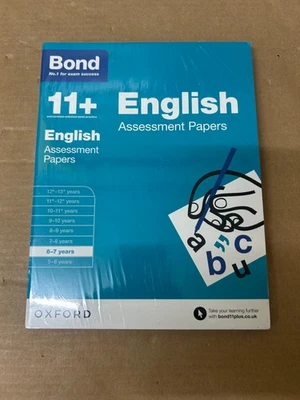 Bond
No.1 for exam success
11+
English
Assessment
Papers
12+-13+ years
11+-12+ years
10-11+ years
9-10 years
8-9 years
7-8 years
6-7 years
5-6 years
OXFORD
English
Assessment Papers
a
b
c
u
Take your learning further
with bond11plus.co.uk